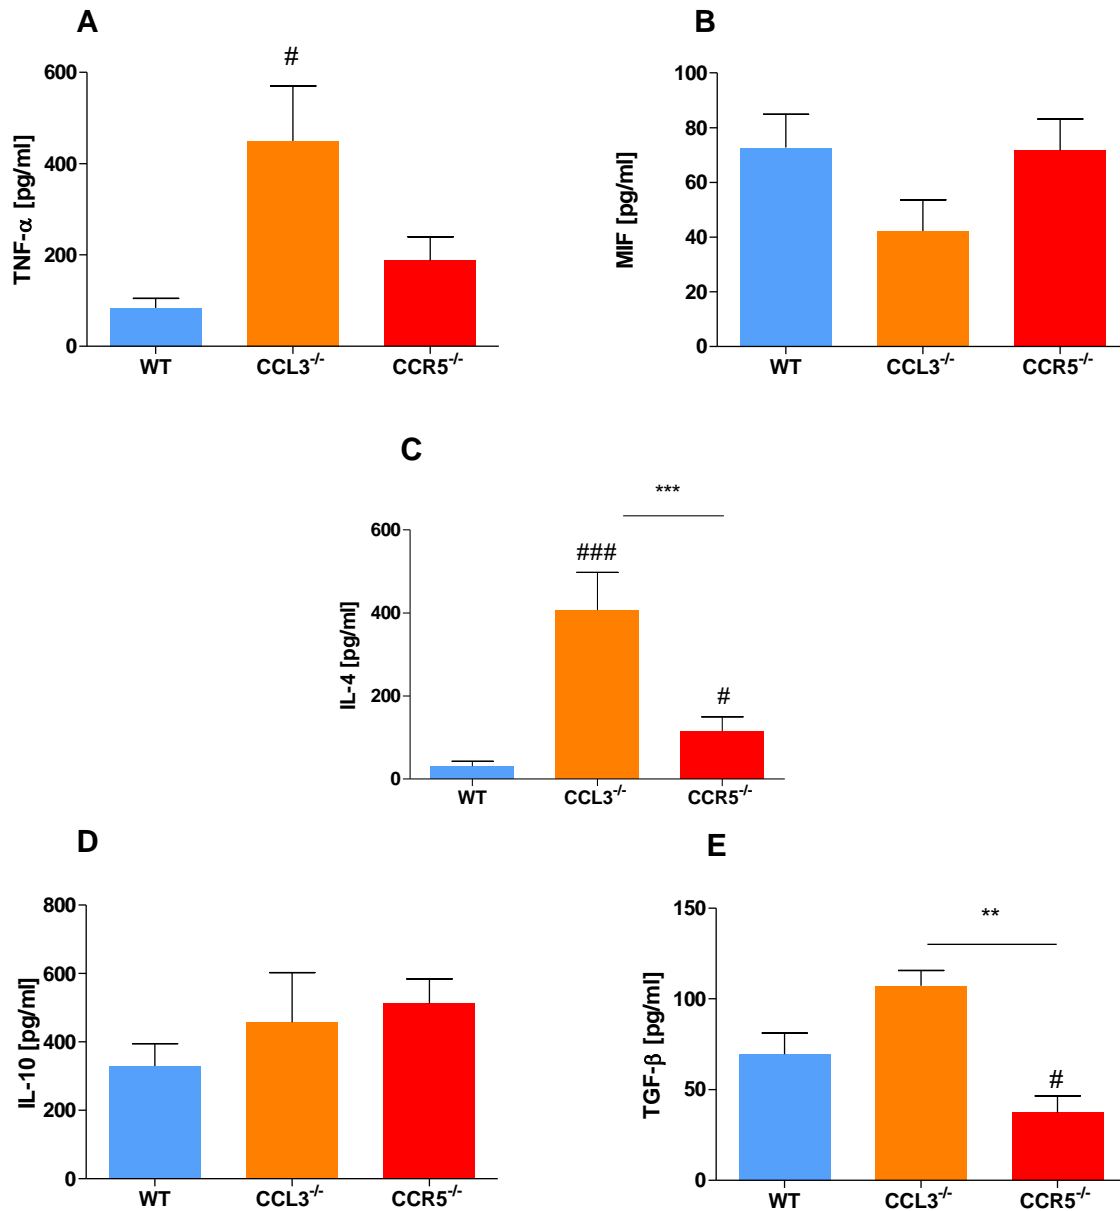 A
#
TNF-α [pg/ml]
600
400
200
0
WT
CCL3-/-
CCR5-/-
B
MIF [pg/ml]
100
80
60
40
20
0
WT
CCL3-/-
CCR5-/-
C
***
###
#
IL-4 [pg/ml]
600
400
200
0
WT
CCL3-/-
CCR5-/-
D
IL-10 [pg/ml]
800
600
400
200
0
WT
CCL3-/-
CCR5-/-
E
**
#
TGF-β [pg/ml]
150
100
50
0
WT
CCL3-/-
CCR5-/-